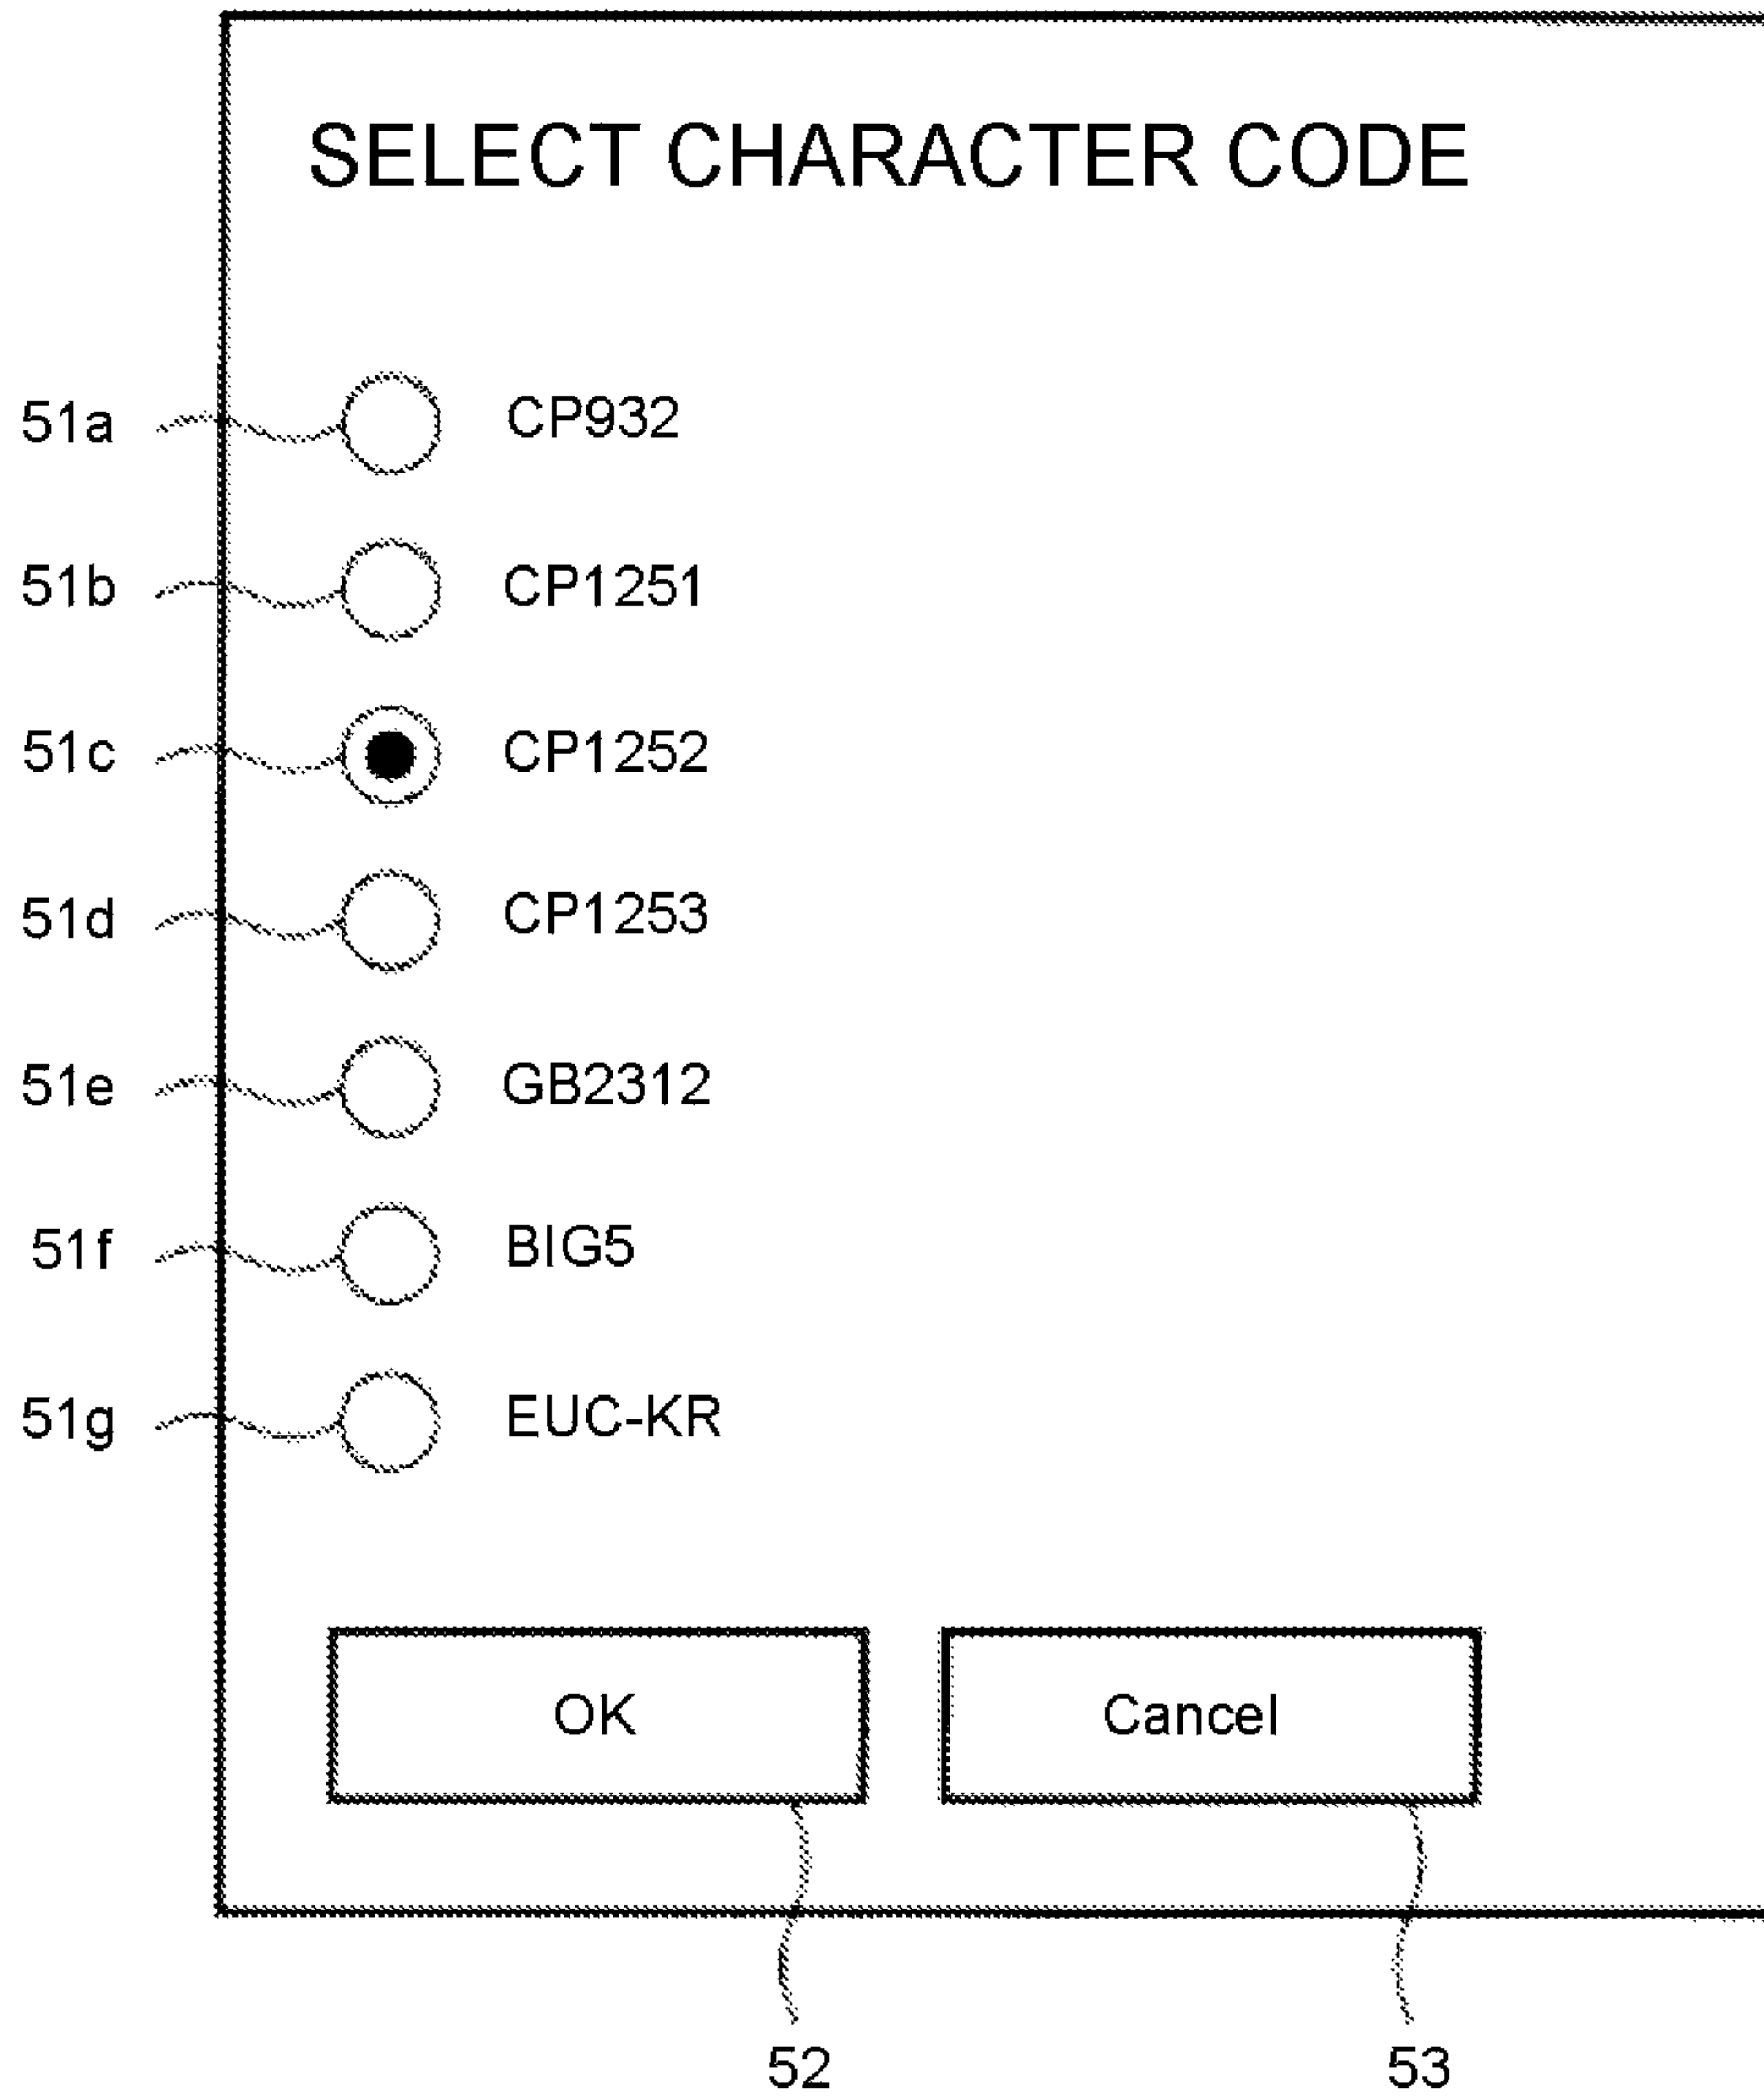 SELECT CHARACTER CODE
51a CP932
51b CP1251
51c CP1252
51d CP1253
51e GB2312
51f BIG5
51g EUC-KR
OK Cancel
52 53